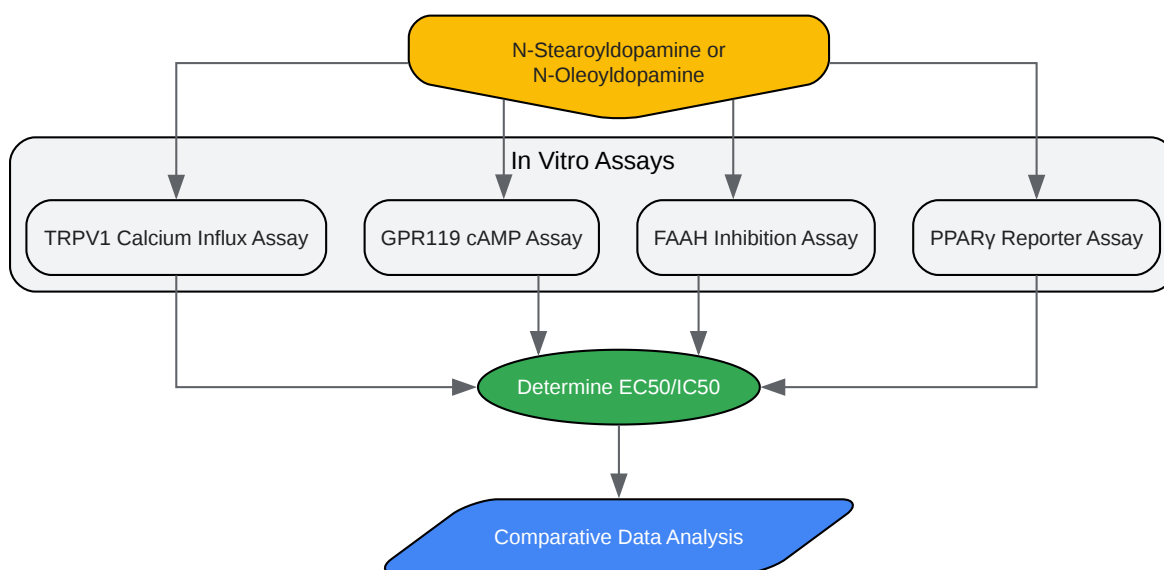 N-Stearoyldopamine or
N-Oleoyldopamine
In Vitro Assays
TRPV1 Calcium Influx Assay
GPR119 cAMP Assay
FAAH Inhibition Assay
PPARγ Reporter Assay
Determine EC50/IC50
Comparative Data Analysis